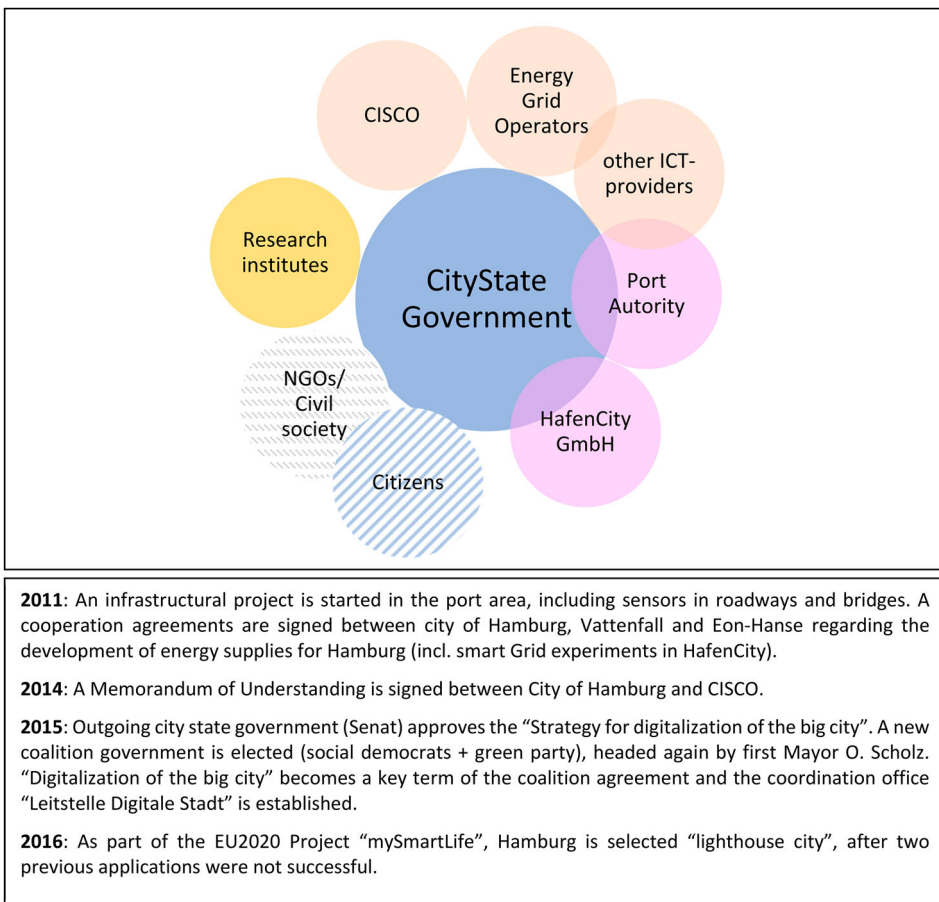 CISCO
Energy
Grid
Operators
other ICT-
providers
Research
institutes
CityState
Government
Port
Autority
NGOs/
Civil
society
HafenCity
GmbH
Citizens
2011: An infrastructural project is started in the port area, including sensors in roadways and bridges. A
cooperation agreements are signed between city of Hamburg, Vattenfall and Eon-Hanse regarding the
development of energy supplies for Hamburg (incl. smart Grid experiments in HafenCity).
2014: A Memorandum of Understanding is signed between City of Hamburg and CISCO.
2015: Outgoing city state government (Senat) approves the “Strategy for digitalization of the big city”. A new
coalition government is elected (social democrats + green party), headed again by first Mayor O. Scholz.
“Digitalization of the big city” becomes a key term of the coalition agreement and the coordination office
“Leitstelle Digitale Stadt” is established.
2016: As part of the EU2020 Project “mySmartLife”, Hamburg is selected “lighthouse city”, after two
previous applications were not successful.